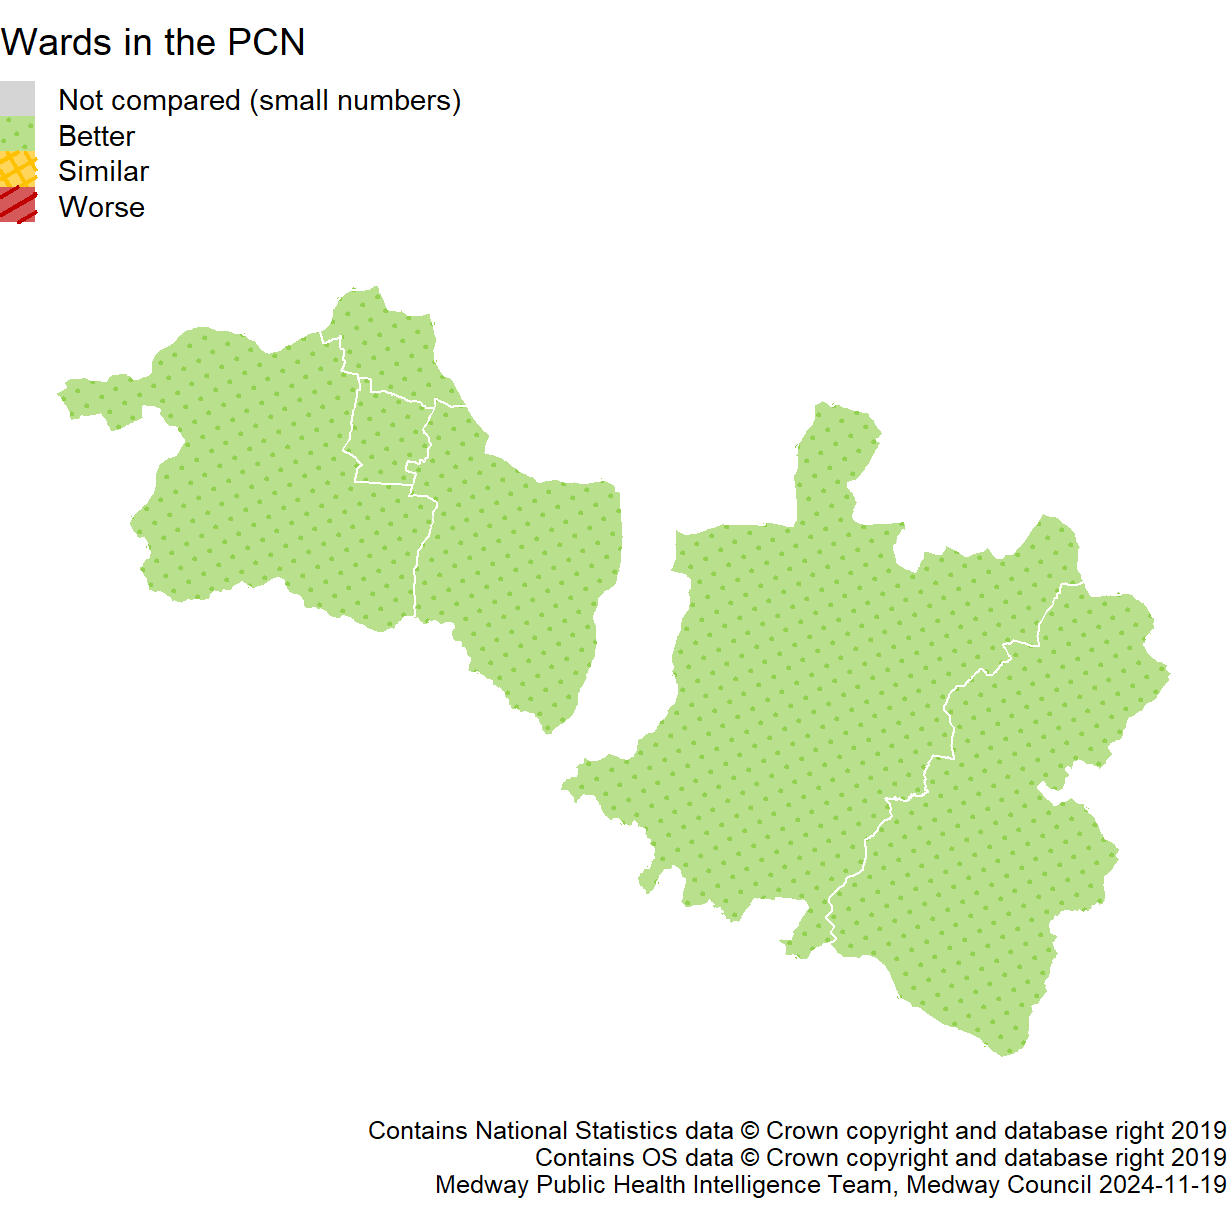 Wards in the PCN
Not compared (small numbers)
Better
Similar
Worse
Contains National Statistics data © Crown copyright and database right 2019
Contains OS data © Crown copyright and database right 2019
Medway Public Health Intelligence Team, Medway Council 2024-11-19